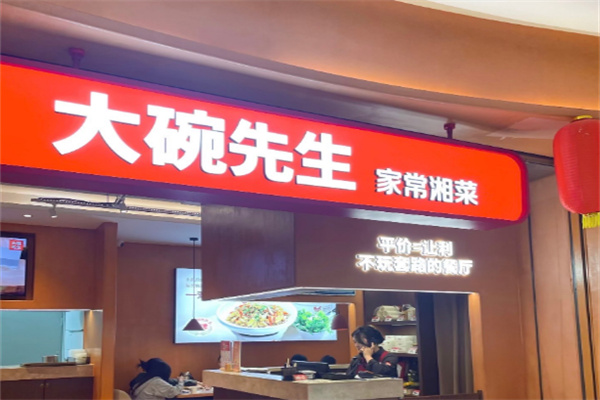 大碗先生 家常湘菜
平价=让利
不玩套路的餐厅